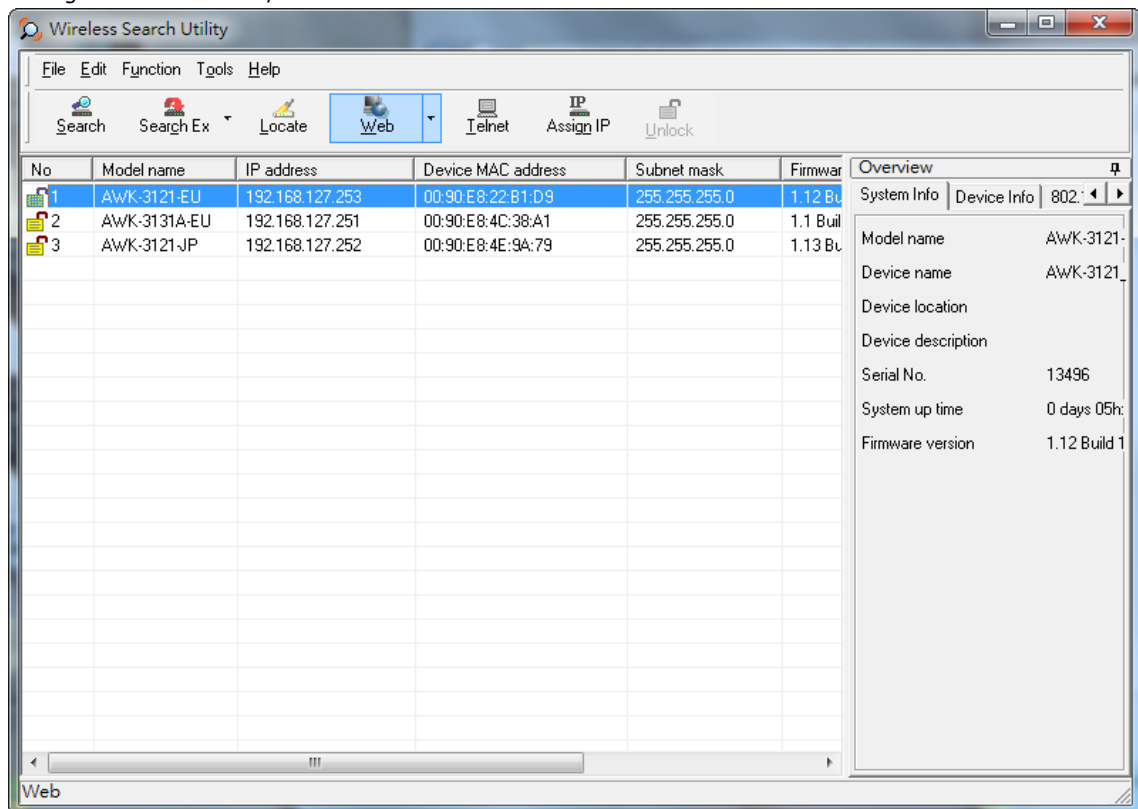 Wireless Search Utility
File Edit Function Tools Help
Search Search Ex Locate Web Telnet IP Assign IP Unlock
No Model name IP address Device MAC address Subnet mask Firmwar
1 AWK-3121-EU 192.168.127.253 00:90:E8:22:B1:D9 255.255.255.0 1.12 Bu
2 AWK-3131A-EU 192.168.127.251 00:90:E8:4C:38:A1 255.255.255.0 1.1 Buil
3 AWK-3121-JP 192.168.127.252 00:90:E8:4E:9A:79 255.255.255.0 1.13 Bu
Overview
System Info Device Info 802.
Model name AWK-3121-
Device name AWK-3121_
Device location
Device description
Serial No. 13496
System up time 0 days 05h:
Firmware version 1.12 Build 1
Web